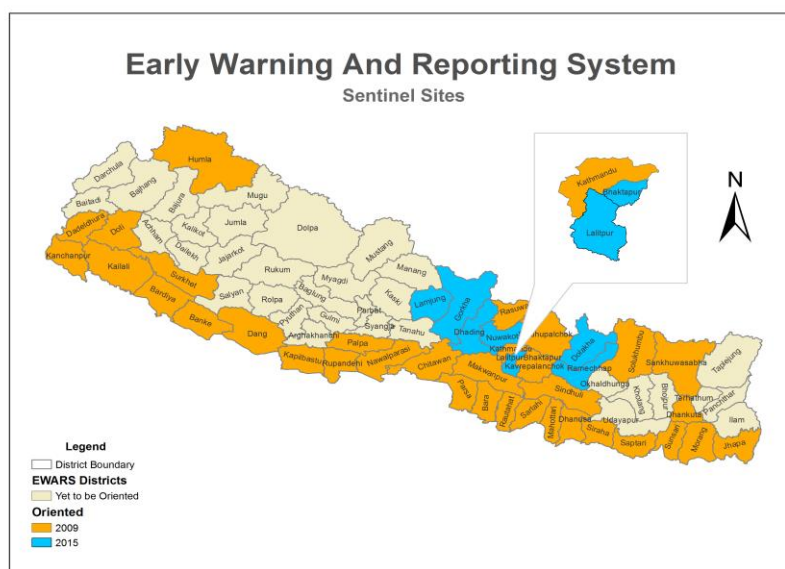 Early Warning And Reporting System
Sentinel Sites
N
Kathmandu
Bhaktapur
Lalitpur
Humla
Darchula
Bajhang
Baitadi
Bajura
Mugu
Dadeldhura
Doti
Achham
Kalikot
Jumla
Dolpa
Mustang
Kanchanpur
Kailali
Dailekh
Jajarkot
Manang
Surkhet
Rukum
Myagdi
Kaski
Lamjung
Gorkha
Rasuwa
Bardiya
Salyan
Rolpa
Baglung
Parbat
Banke
Pyuthan
Gulmi
Syangja
Tanahu
Dhading
Nuwakot
Dolakha
Solukhumbu
Sankhuwasabha
Taplejung
Dang
Arghakhanchi
Palpa
Kathmandu
Lalitpur
Bhaktapur
Kavrepalanchok
Ramechhap
Kapilbastu
Rupandehi
Nawalparasi
Chitawan
Makwanpur
Okhaldhunga
Khotang
Bhojpur
Terhathum
Panchthar
Sindhuli
Parsa
Bara
Rautahat
Sarlahi
Mahottari
Dhanusa
Siraha
Udayapur
Dhankuta
Ilam
Saptari
Sunsari
Morang
Jhapa
Legend
District Boundary
EWARS Districts
Yet to be Oriented
Oriented
2009
2015